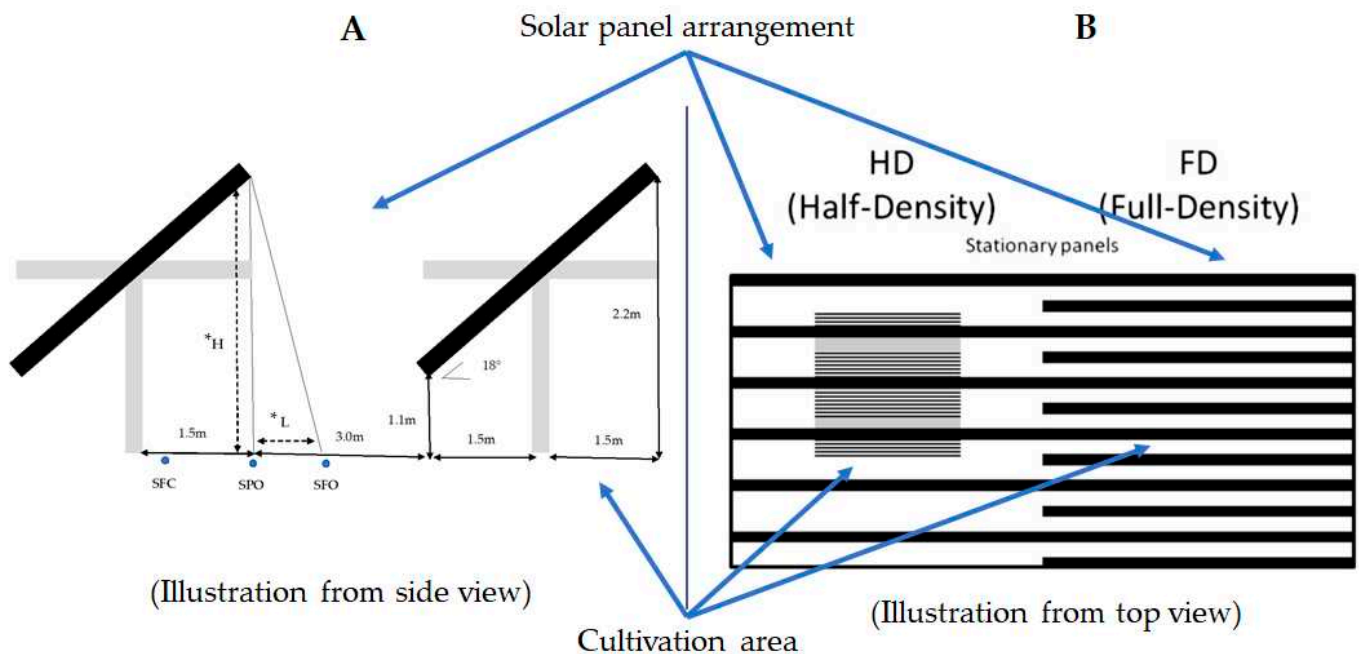 A
Solar panel arrangement
B
HD
(Half-Density)
FD
(Full-Density)
Stationary panels
*H
2.2m
18°
1.1m
*L
1.5m
3.0m
1.5m
1.5m
SFC
SPO
SFO
(Illustration from side view)
(Illustration from top view)
Cultivation area